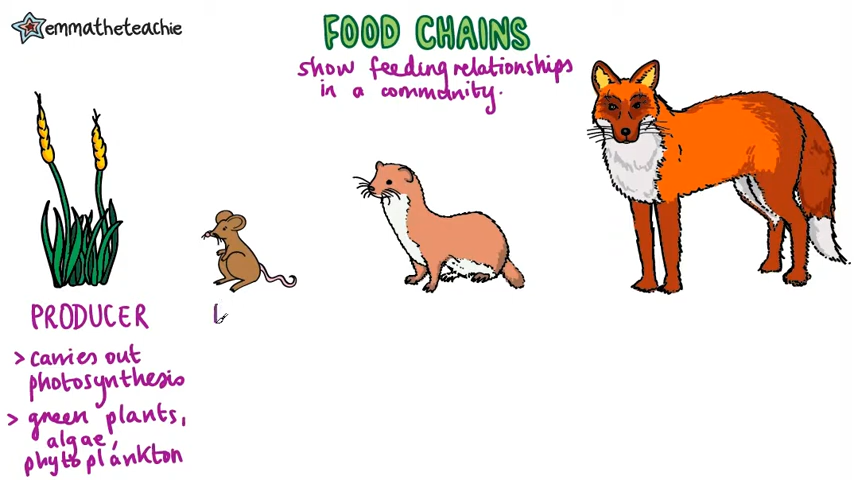 emmatheteachie
FOOD CHAINS
show feeding relationships
in a community.
PRODUCER
> carries out
photosynthesis
> green plants,
algae,
phytoplankton